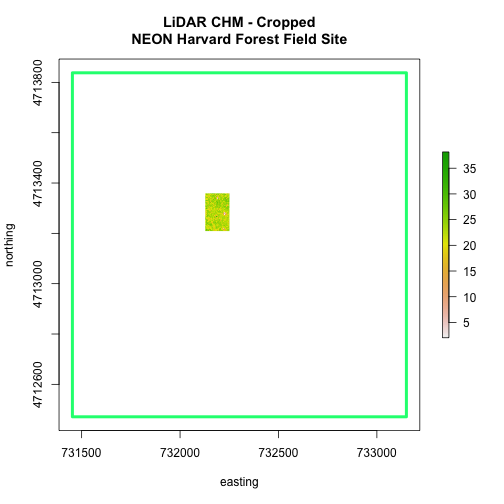 LiDAR CHM - Cropped
NEON Harvard Forest Field Site
4713800
4713400
4713000
4712600
northing
731500 732000 732500 733000
easting
35
30
25
20
15
10
5